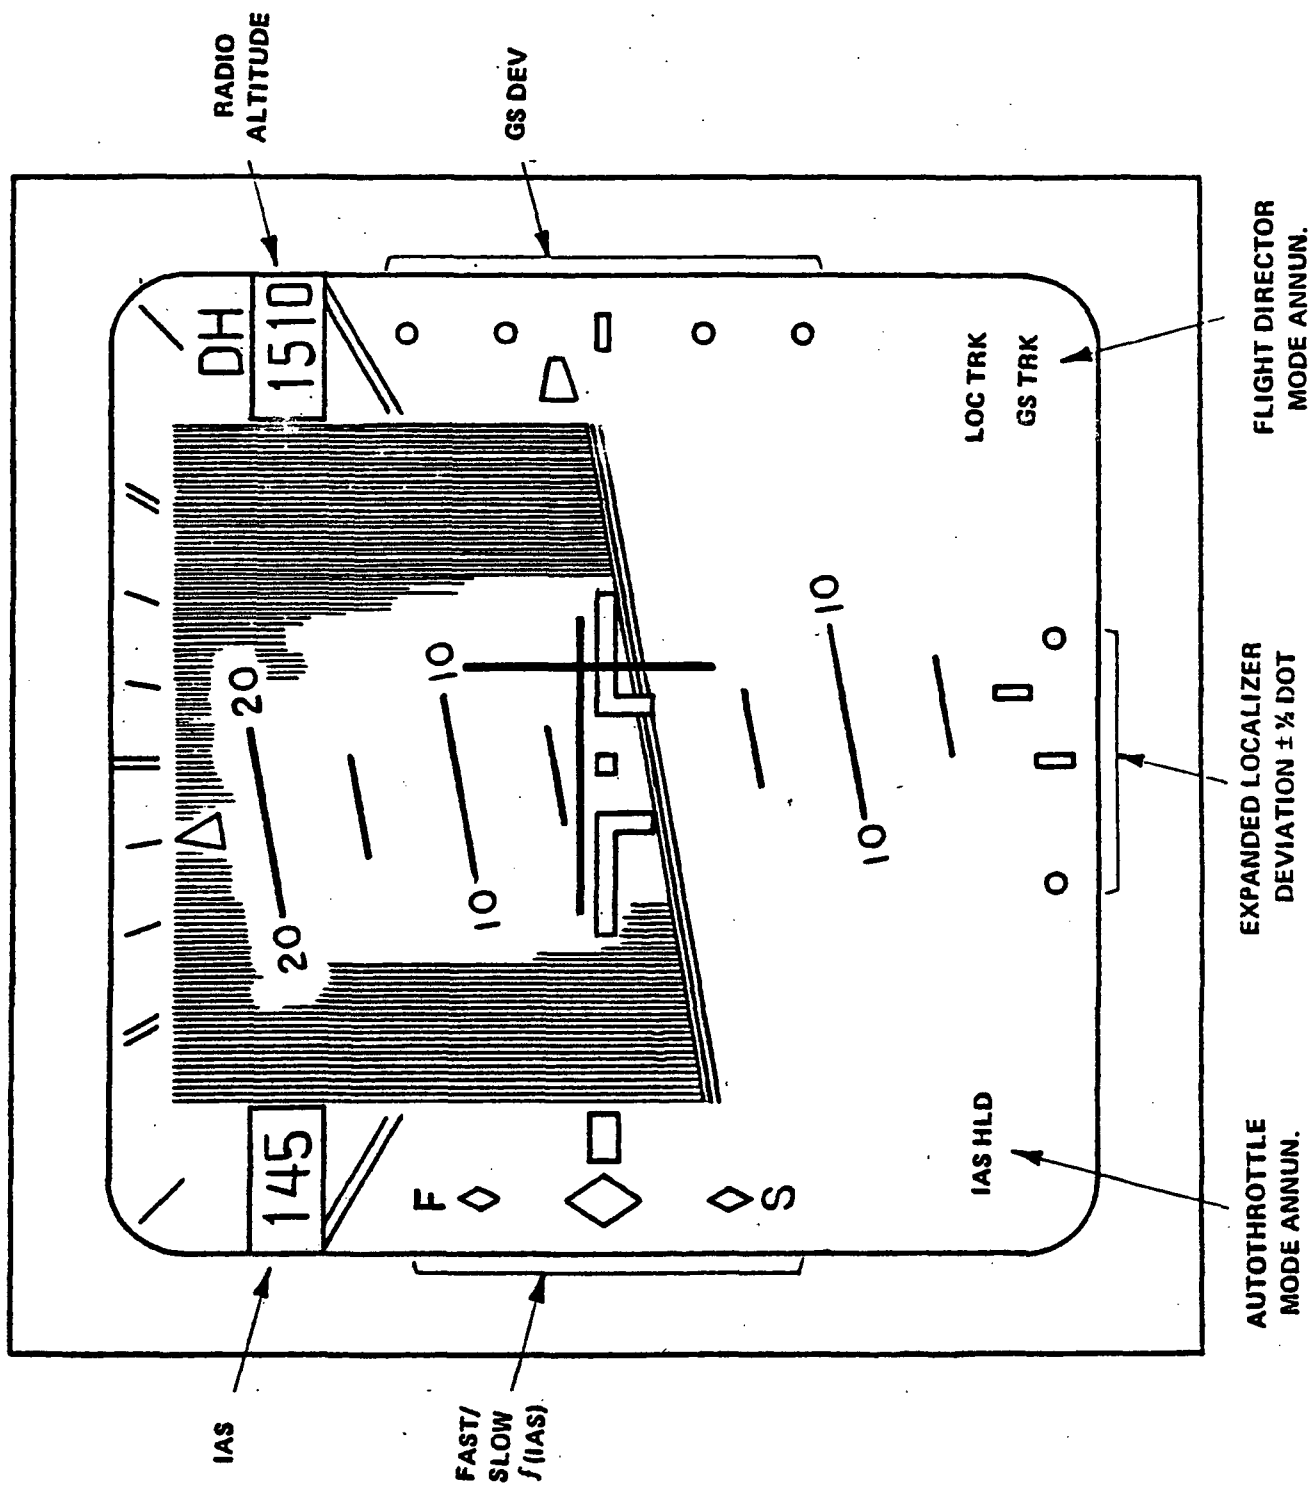 RADIO
ALTITUDE
GS DEV
IAS
FAST/
SLOW
f(IAS)
DH
145
1510
20
20
10
10
10
10
F
S
IAS HLD
LOC TRK
GS TRK
AUTOTHROTTLE
MODE ANNUN.
EXPANDED LOCALIZER
DEVIATION ± ½ DOT
FLIGHT DIRECTOR
MODE ANNUN.